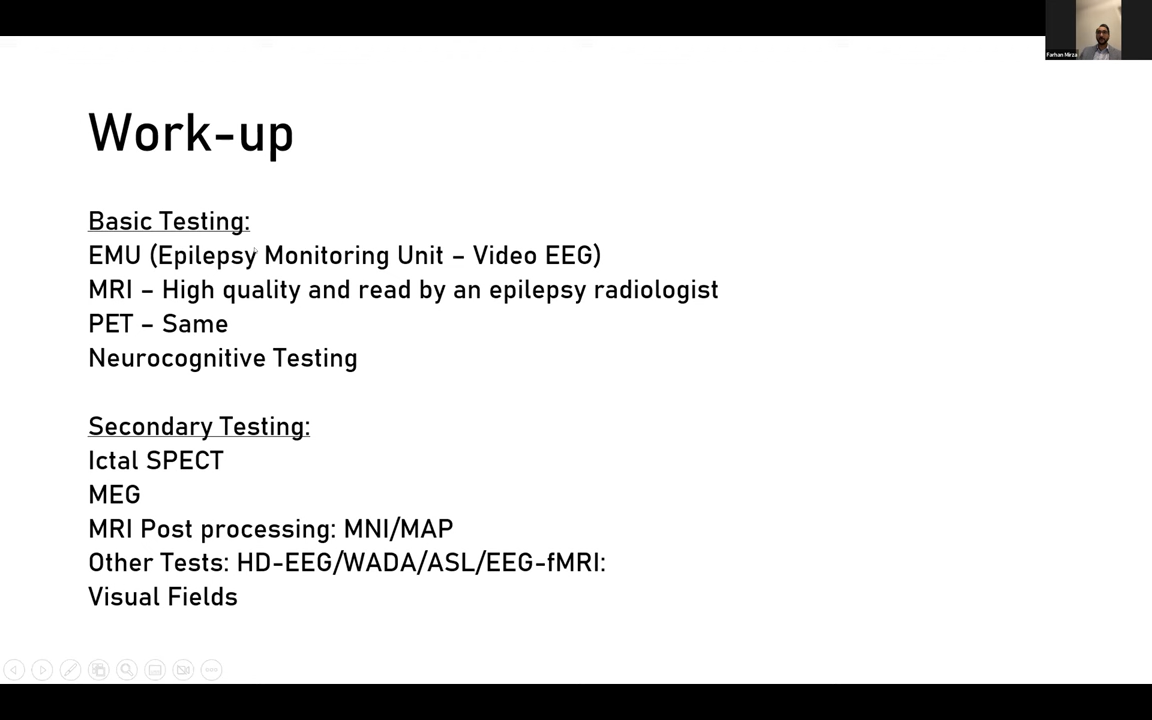 Farhan Mirza
Work-up
Basic Testing:
EMU (Epilepsy Monitoring Unit – Video EEG)
MRI – High quality and read by an epilepsy radiologist
PET – Same
Neurocognitive Testing
Secondary Testing:
Ictal SPECT
MEG
MRI Post processing: MNI/MAP
Other Tests: HD-EEG/WADA/ASL/EEG-fMRI:
Visual Fields